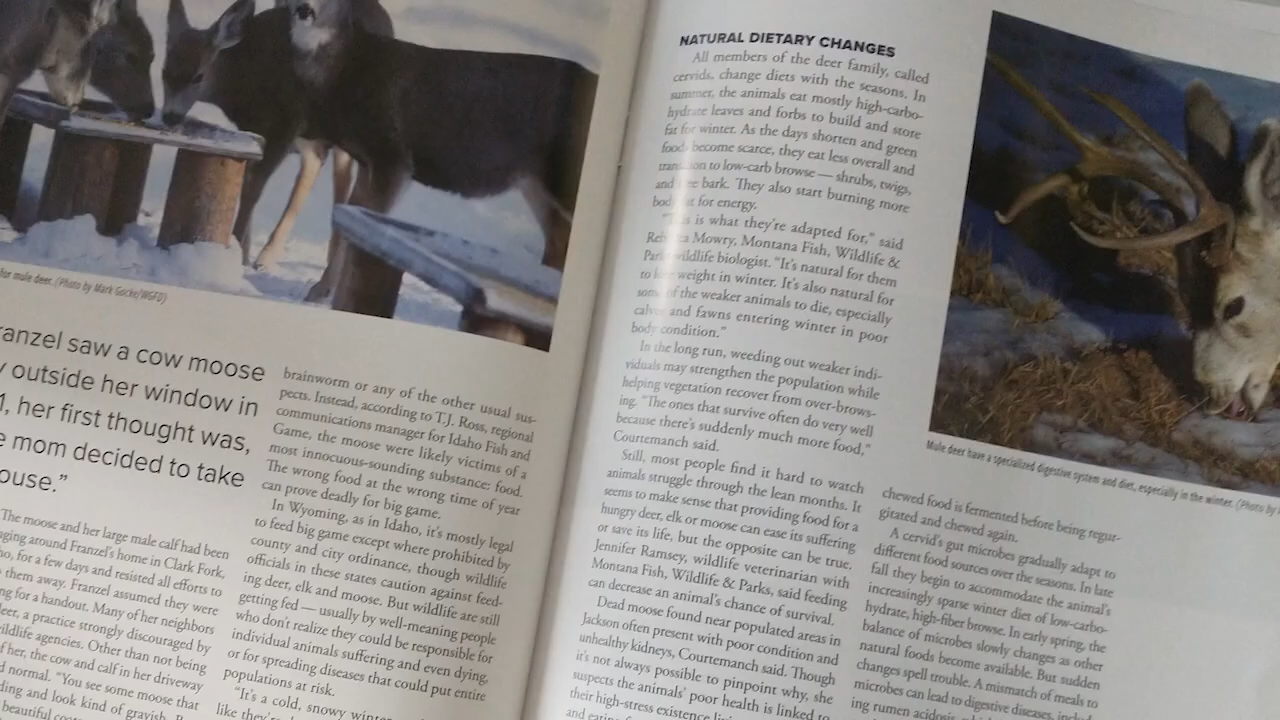 for mule deer. (Photo by Mark Gocke/WGFD)
anzel saw a cow moose
outside her window in
her first thought was,
mom decided to take
ouse.”
The moose and her large male calf had been
around Franzel's home in Clark Fork,
for a few days and resisted all efforts to
them away. Franzel assumed they were
for a handout. Many of her neighbors
deer, a practice strongly discouraged by
wildlife agencies. Other than not being
of her, the cow and calf in her driveway
normal. “You see some moose that
and look kind of grayish.
beautiful
brainworm or any of the other usual sus-
pects. Instead, according to T.J. Ross, regional
communications manager for Idaho Fish and
Game, the moose were likely victims of a
most innocuous-sounding substance: food.
The wrong food at the wrong time of year
can prove deadly for big game.
In Wyoming, as in Idaho, it's mostly legal
to feed big game except where prohibited by
county and city ordinance, though wildlife
officials in these states caution against feed-
ing deer, elk and moose. But wildlife are still
getting fed — usually by well-meaning people
who don't realize they could be responsible for
individual animals suffering and even dying,
or for spreading diseases that could put entire
populations at risk.
“It's a cold, snowy winter
like they're
NATURAL DIETARY CHANGES
All members of the deer family, called
cervids, change diets with the seasons. In
summer, the animals eat mostly high-carbo-
hydrate leaves and forbs to build and store
fat for winter. As the days shorten and green
foods become scarce, they eat less overall and
transition to low-carb browse — shrubs, twigs,
and tree bark. They also start burning more
body fat for energy.
“This is what they're adapted for,” said
Rebecca Mowry, Montana Fish, Wildlife &
Parks wildlife biologist. “It's natural for them
to lose weight in winter. It's also natural for
some of the weaker animals to die, especially
calves and fawns entering winter in poor
body condition.”
In the long run, weeding out weaker indi-
viduals may strengthen the population while
helping vegetation recover from over-brows-
ing. “The ones that survive often do very well
because there's suddenly much more food,”
Courtemanch said.
Still, most people find it hard to watch
animals struggle through the lean months. It
seems to make sense that providing food for a
hungry deer, elk or moose can ease its suffering
or save its life, but the opposite can be true.
Jennifer Ramsey, wildlife veterinarian with
Montana Fish, Wildlife & Parks, said feeding
can decrease an animal's chance of survival.
Dead moose found near populated areas in
Jackson often present with poor condition and
unhealthy kidneys, Courtemanch said. Though
it's not always possible to pinpoint why, she
suspects the animals' poor health is linked to
their high-stress existence
and
Mule deer have a specialized digestive system and diet, especially in the winter. (Photo by
chewed food is fermented before being regur-
gitated and chewed again.
A cervid's gut microbes gradually adapt to
different food sources over the seasons. In late
fall they begin to accommodate the animal's
increasingly sparse winter diet of low-carbo-
hydrate, high-fiber browse. In early spring, the
balance of microbes slowly changes as other
natural foods become available. But sudden
changes spell trouble. A mismatch of meals to
microbes can lead to digestive diseases, includ-
ing rumen acidosis,